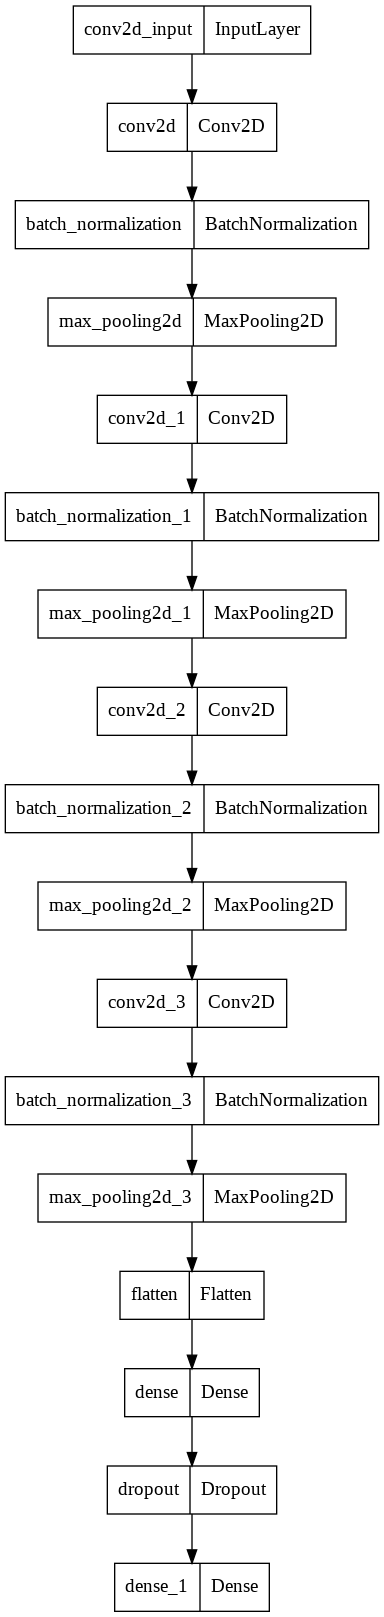 conv2d_input InputLayer
conv2d Conv2D
batch_normalization BatchNormalization
max_pooling2d MaxPooling2D
conv2d_1 Conv2D
batch_normalization_1 BatchNormalization
max_pooling2d_1 MaxPooling2D
conv2d_2 Conv2D
batch_normalization_2 BatchNormalization
max_pooling2d_2 MaxPooling2D
conv2d_3 Conv2D
batch_normalization_3 BatchNormalization
max_pooling2d_3 MaxPooling2D
flatten Flatten
dense Dense
dropout Dropout
dense_1 Dense